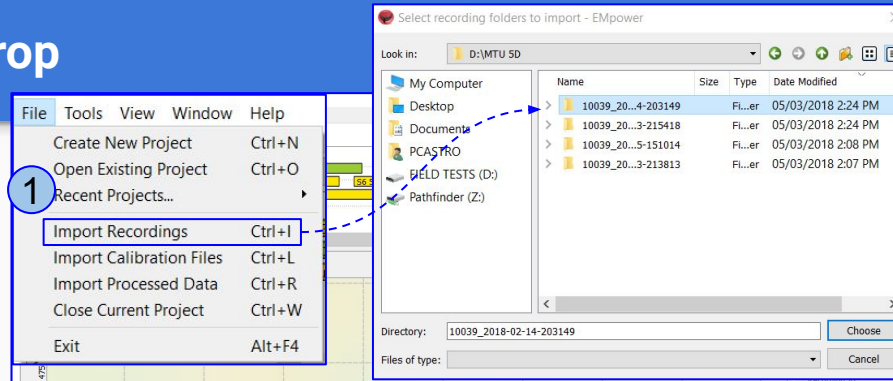 rop
File Tools View Window Help
Create New Project Ctrl+N
Open Existing Project Ctrl+O
Recent Projects...
Import Recordings Ctrl+I
Import Calibration Files Ctrl+L
Import Processed Data Ctrl+R
Close Current Project Ctrl+W
Exit Alt+F4
1
S6
475
Select recording folders to import - EMpower
Look in: D:\MTU 5D
My Computer
Desktop
Documents
PCASTRO
FIELD TESTS (D:)
Pathfinder (Z:)
Name Size Type Date Modified
10039_20...4-203149 Fi...er 05/03/2018 2:24 PM
10039_20...3-215418 Fi...er 05/03/2018 2:24 PM
10039_20...5-151014 Fi...er 05/03/2018 2:08 PM
10039_20...3-213813 Fi...er 05/03/2018 2:07 PM
Directory: 10039_2018-02-14-203149 Choose
Files of type: Cancel